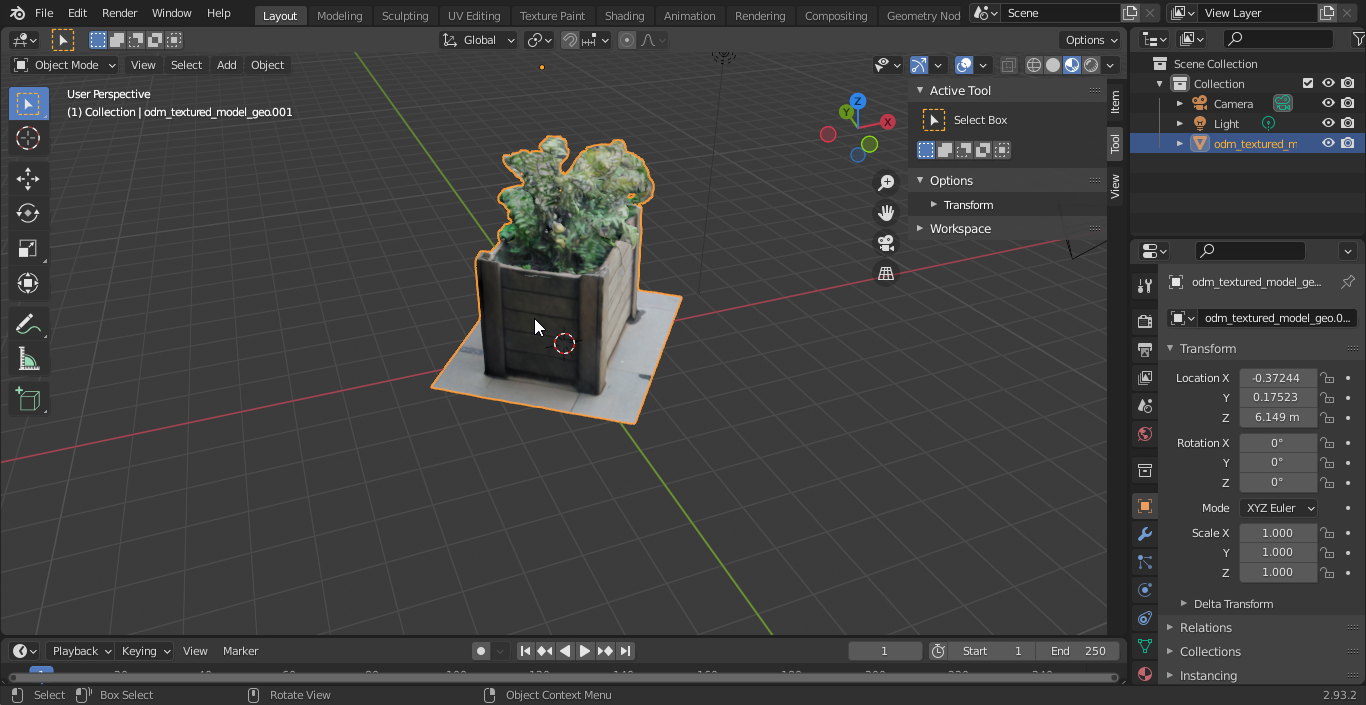 File Edit Render Window Help Layout Modeling Sculpting UV Editing Texture Paint Shading Animation Rendering Compositing Geometry Nod Scene View Layer
Global Options
Object Mode View Select Add Object
User Perspective
(1) Collection | odm_textured_model_geo.001
Z
Y
X
Active Tool
Select Box
Options
Transform
Workspace
Item
Tool
View
Scene Collection
Collection
Camera
Light
odm_textured_m
odm_textured_model_ge...
odm_textured_model_geo.0...
Transform
Location X -0.37244
Y 0.17523
Z 6.149 m
Rotation X 0°
Y 0°
Z 0°
Mode XYZ Euler
Scale X 1.000
Y 1.000
Z 1.000
Delta Transform
Relations
Collections
Instancing
Playback Keying View Marker 1 Start 1 End 250
Select Box Select Rotate View Object Context Menu 2.93.2